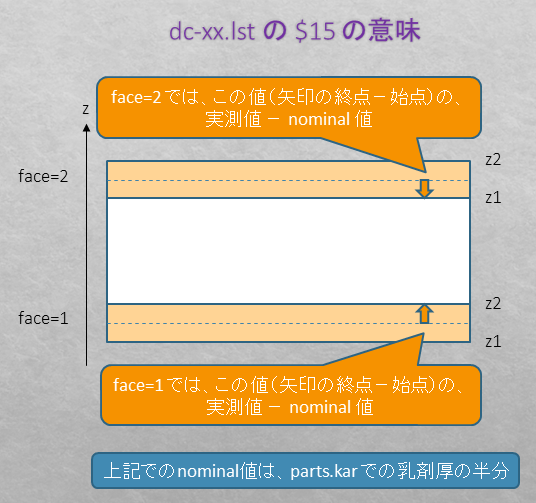 dc-xx.lst の $15 の意味
face=2では、この値（矢印の終点－始点）の、
実測値－ nominal 値
z
z2
face=2
z1
z2
face=1
z1
face=1では、この値（矢印の終点－始点）の、
実測値－ nominal 値
上記でのnominal値は、parts.karでの乳剤厚の半分